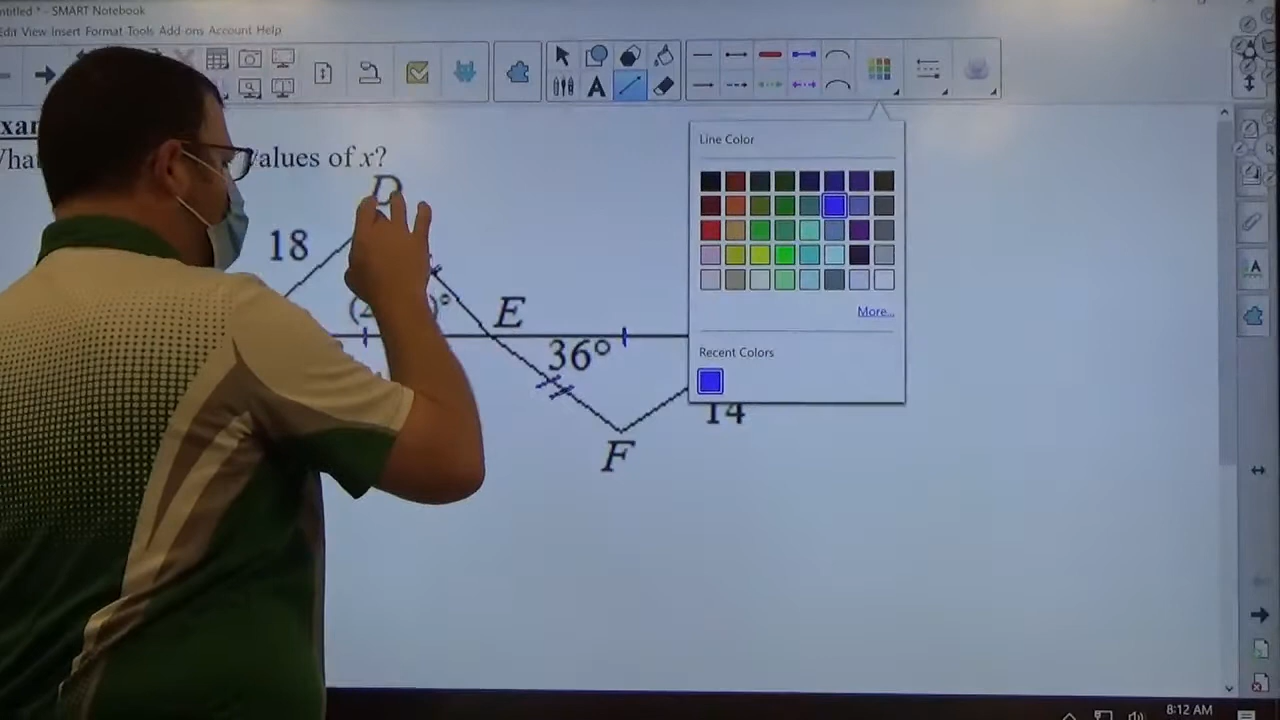 ntitled * - SMART Notebook
Edit View Insert Format Tools Add-ons Account Help
A
Line Color
values of x?
D
18
E
More...
36°
Recent Colors
14
F
8:12 AM